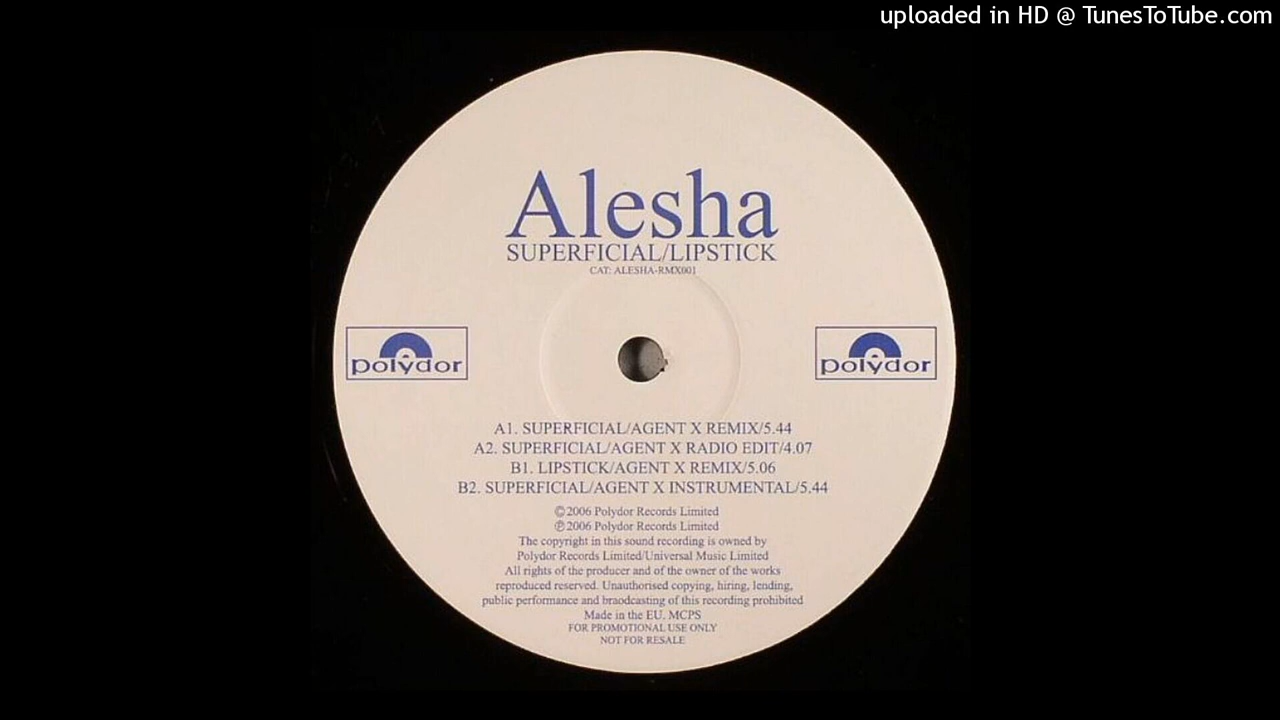 uploaded in HD @ TunesToTube.com
Alesha
SUPERFICIAL/LIPSTICK
CAT: ALESHA-RMX001
polydor
polydor
A1. SUPERFICIAL/AGENT X REMIX/5.44
A2. SUPERFICIAL/AGENT X RADIO EDIT/4.07
B1. LIPSTICK/AGENT X REMIX/5.06
B2. SUPERFICIAL/AGENT X INSTRUMENTAL/5.44
©2006 Polydor Records Limited
℗2006 Polydor Records Limited
The copyright in this sound recording is owned by
Polydor Records Limited/Universal Music Limited
All rights of the producer and of the owner of the works
reproduced reserved. Unauthorised copying, hiring, lending,
public performance and braodcasting of this recording prohibited
Made in the EU. MCPS
FOR PROMOTIONAL USE ONLY
NOT FOR RESALE